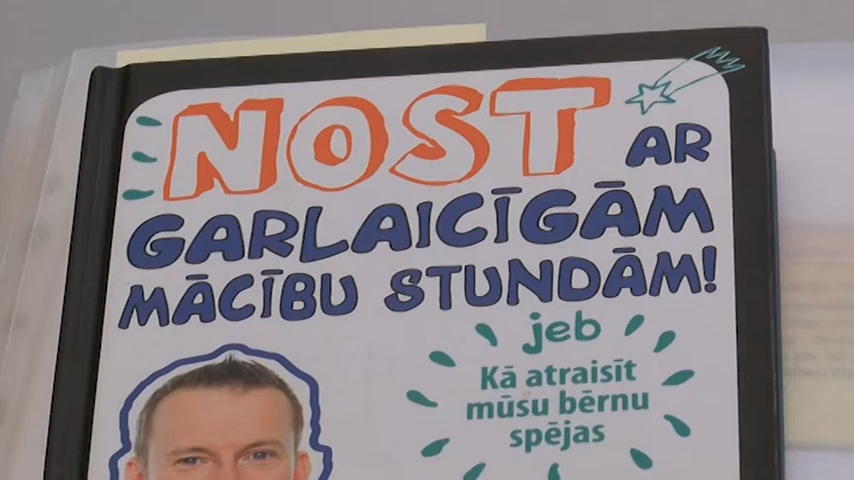 NOST AR
GARLAICĪGĀM
MĀCĪBU STUNDĀM!
jeb
Kā atraisīt
mūsu bērnu
spējas